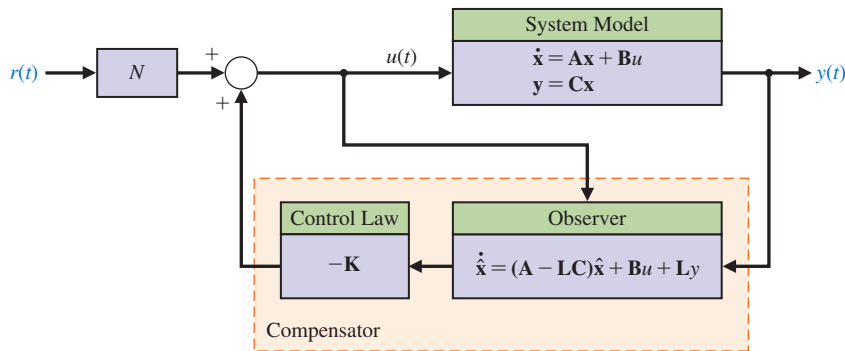 System Model
r(t)
N
+
+
u(t)
ẋ = Ax + Bu
y = Cx
y(t)
Control Law
−K
Observer
x̂̇ = (A − LC)x̂ + Bu + Ly
Compensator